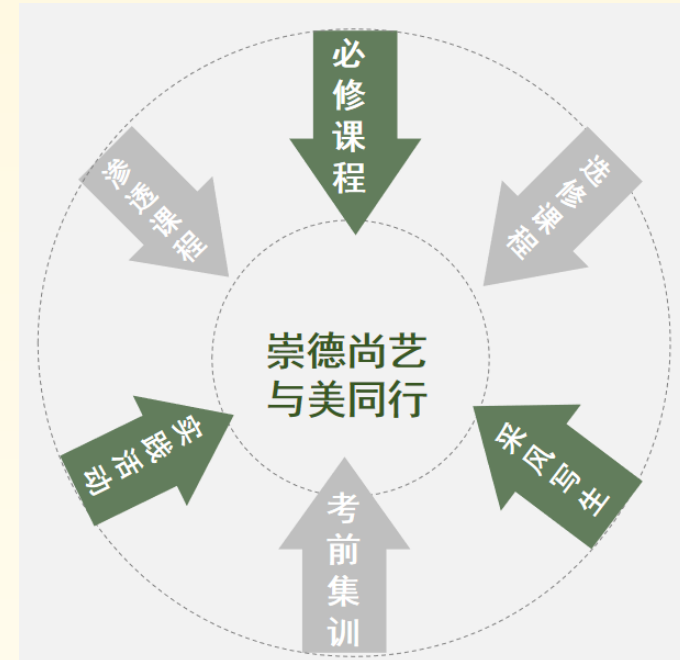 必修课程
选修课程
采风写生
考前集训
实践活动
渗透课程
崇德尚艺
与美同行